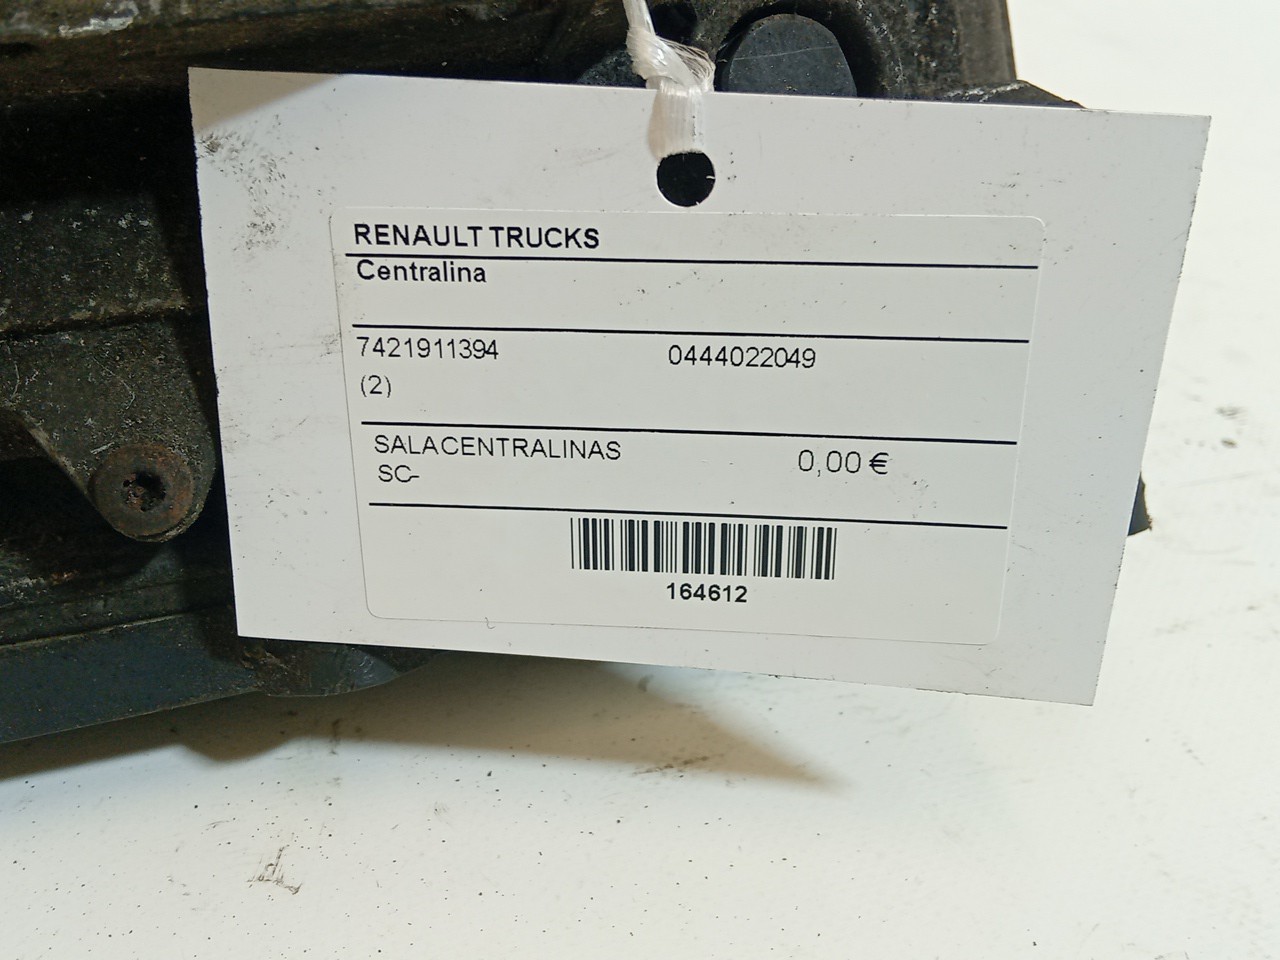 RENAULT TRUCKS
Centralina
7421911394 0444022049
(2)
SALACENTRALINAS 0,00 €
SC-
164612